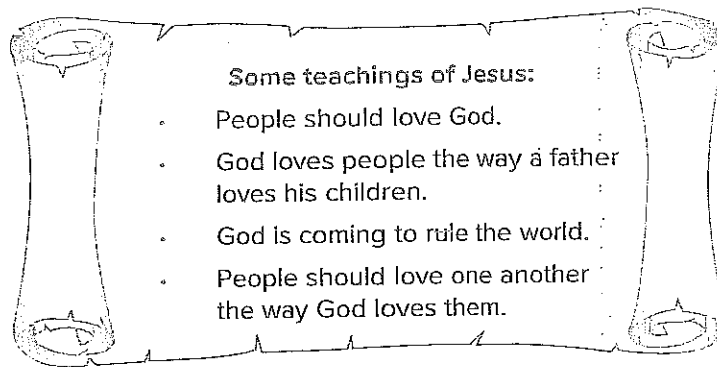 Some teachings of Jesus:
• People should love God.
• God loves people the way a father
loves his children.
• God is coming to rule the world.
• People should love one another
the way God loves them.